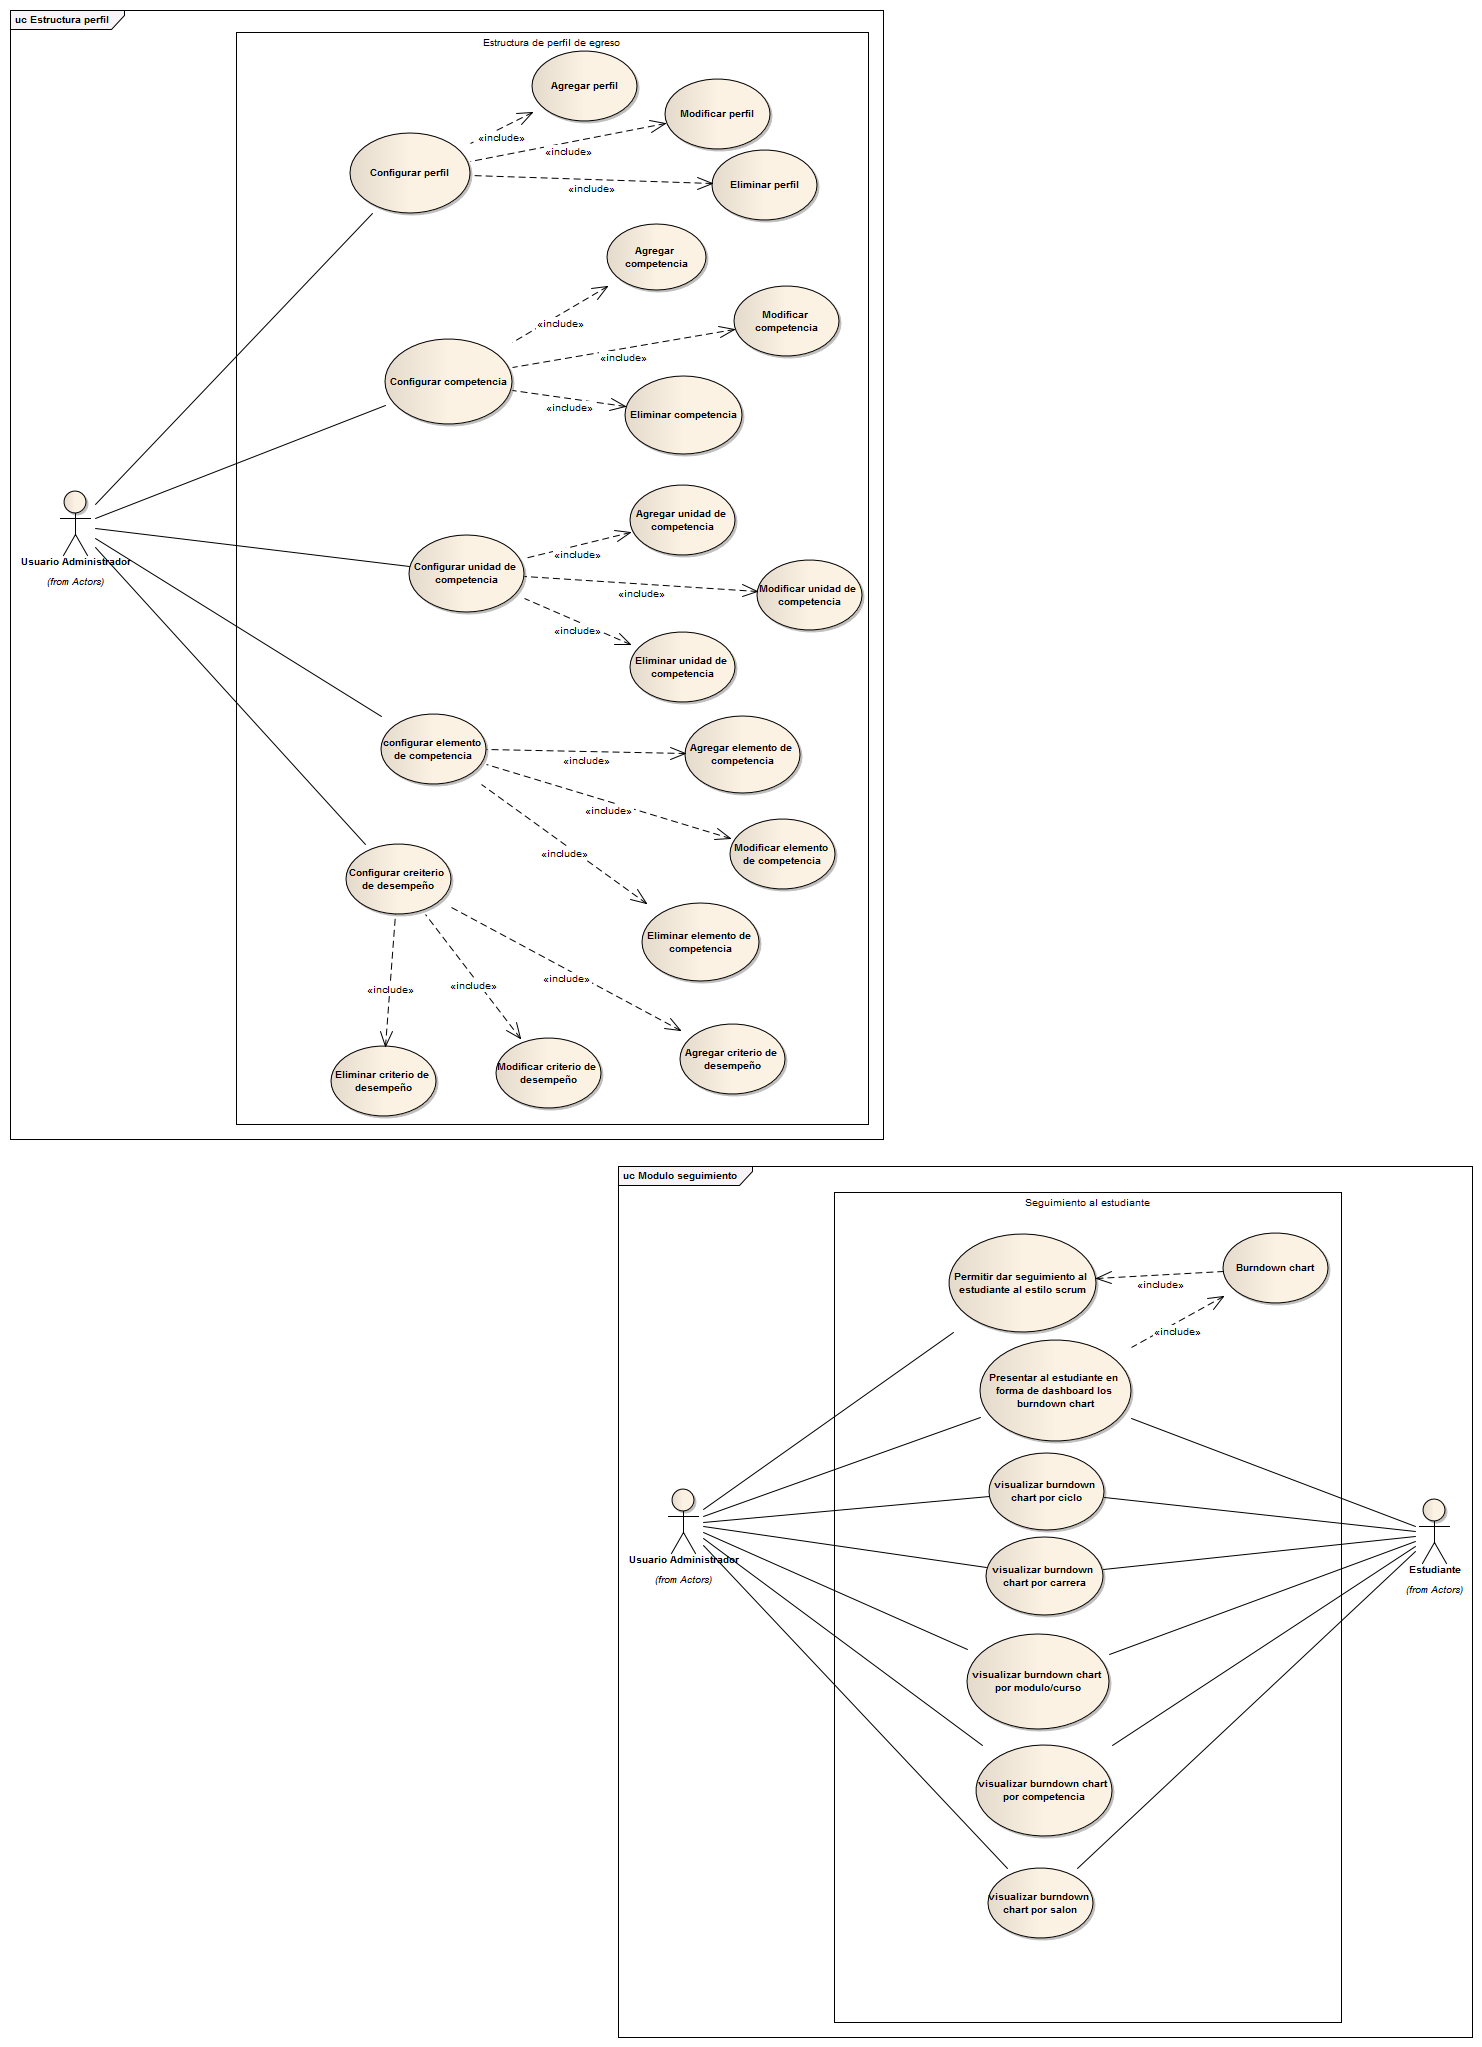 uc Estructura perfil
Estructura de perfil de egreso
Agregar perfil
Modificar perfil
«include»
«include»
Configurar perfil
Eliminar perfil
«include»
Agregar
competencia
Modificar
competencia
«include»
«include»
Configurar competencia
«include»
Eliminar competencia
Usuario Administrador
(from Actors)
Agregar unidad de
competencia
«include»
Configurar unidad de
competencia
«include»
Modificar unidad de
competencia
«include»
Eliminar unidad de
competencia
configurar elemento
de competencia
Agregar elemento de
competencia
«include»
«include»
Modificar elemento
de competencia
«include»
Configurar creiterio
de desempeño
Eliminar elemento de
competencia
«include»
«include»
«include»
Agregar criterio de
desempeño
Modificar criterio de
desempeño
Eliminar criterio de
desempeño
uc Modulo seguimiento
Seguimiento al estudiante
Burndown chart
Permitir dar seguimiento al
estudiante al estilo scrum
«include»
«include»
Presentar al estudiante en
forma de dashboard los
burndown chart
visualizar burndown
chart por ciclo
Usuario Administrador
(from Actors)
visualizar burndown
chart por carrera
Estudiante
(from Actors)
visualizar burndown chart
por modulo/curso
visualizar burndown chart
por competencia
visualizar burndown
chart por salon